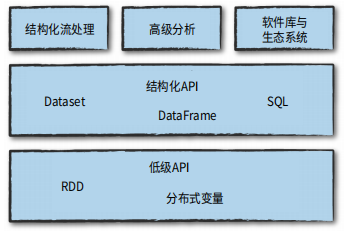 结构化流处理
高级分析
软件库与
生态系统
结构化API
Dataset
DataFrame
SQL
低级API
RDD
分布式变量